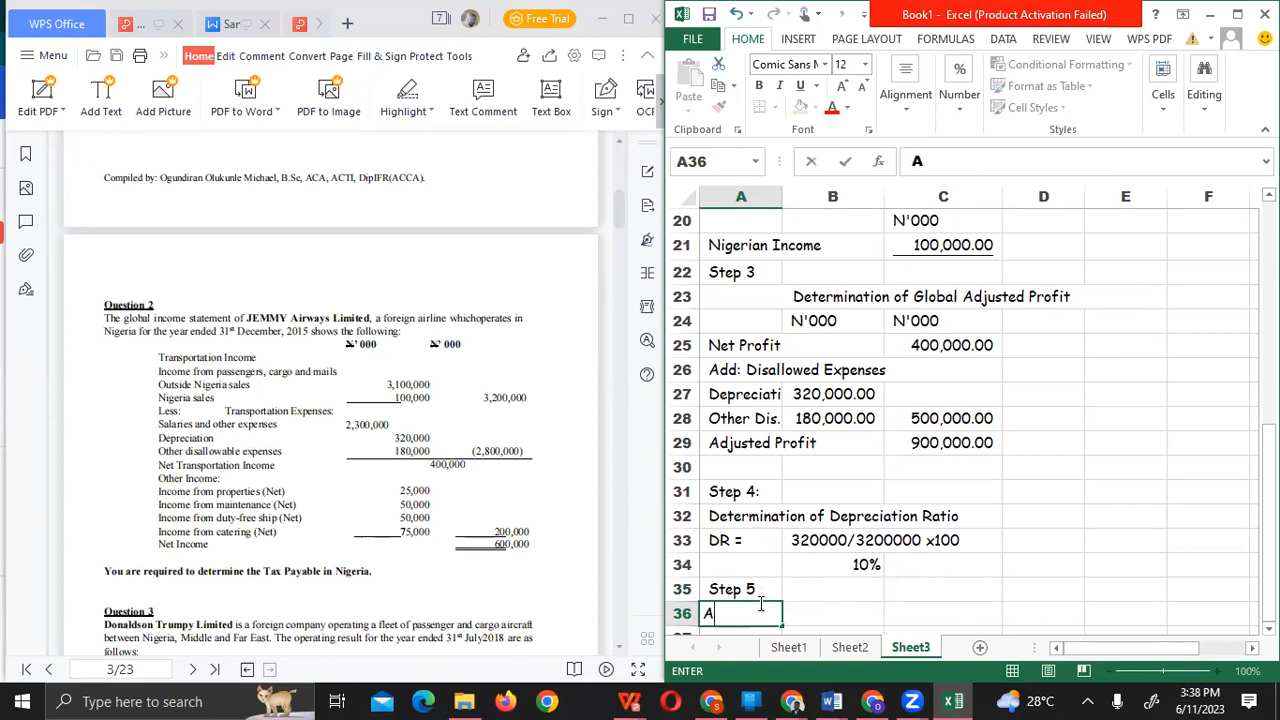 WPS Office
...
Sar
7
Free Trial
Book1 - Excel (Product Activation Failed)
Menu
Home Edit Comment Convert Page Fill & Sign Protect Tools
Edit PDF
Add Text
Add Picture
PDF to Word
PDF to Image
Highlight
Text Comment
Text Box
Sign
OCR
FILE HOME INSERT PAGE LAYOUT FORMULAS DATA REVIEW VIEW WPS PDF
Paste
Comic Sans M 12
B I U
Alignment
Number
Conditional Formatting
Format as Table
Cell Styles
Cells
Editing
Clipboard Font Styles
A36 A
Compiled by: Ogundiran Olukunle Michael, B.Sc, ACA, ACTI, DipIFR(ACCA).
Question 2
The global income statement of JEMMY Airways Limited, a foreign airline whichoperates in
Nigeria for the year ended 31st December, 2015 shows the following:
N' 000 N' 000
Transportation Income
Income from passengers, cargo and mails
Outside Nigeria sales 3,100,000
Nigeria sales 100,000 3,200,000
Less: Transportation Expenses:
Salaries and other expenses 2,300,000
Depreciation 320,000
Other disallowable expenses 180,000 (2,800,000)
Net Transportation Income 400,000
Other Income:
Income from properties (Net) 25,000
Income from maintenance (Net) 50,000
Income from duty-free ship (Net) 50,000
Income from catering (Net) 75,000 200,000
Net Income 600,000
You are required to determine the Tax Payable in Nigeria.
Question 3
Donaldson Trumpy Limited is a foreign company operating a fleet of passenger and cargo aircraft
between Nigeria, Middle and Far East. The operating result for the year ended 31st July2018 are as
follows:
3/23
A B C D E F
20 N'000
21 Nigerian Income 100,000.00
22 Step 3
23 Determination of Global Adjusted Profit
24 N'000 N'000
25 Net Profit 400,000.00
26 Add: Disallowed Expenses
27 Depreciati 320,000.00
28 Other Dis. 180,000.00 500,000.00
29 Adjusted Profit 900,000.00
30
31 Step 4:
32 Determination of Depreciation Ratio
33 DR = 320000/3200000 x100
34 10%
35 Step 5
36 A
Sheet1 Sheet2 Sheet3
ENTER
100%
Type here to search
28°C
3:38 PM
6/11/2023